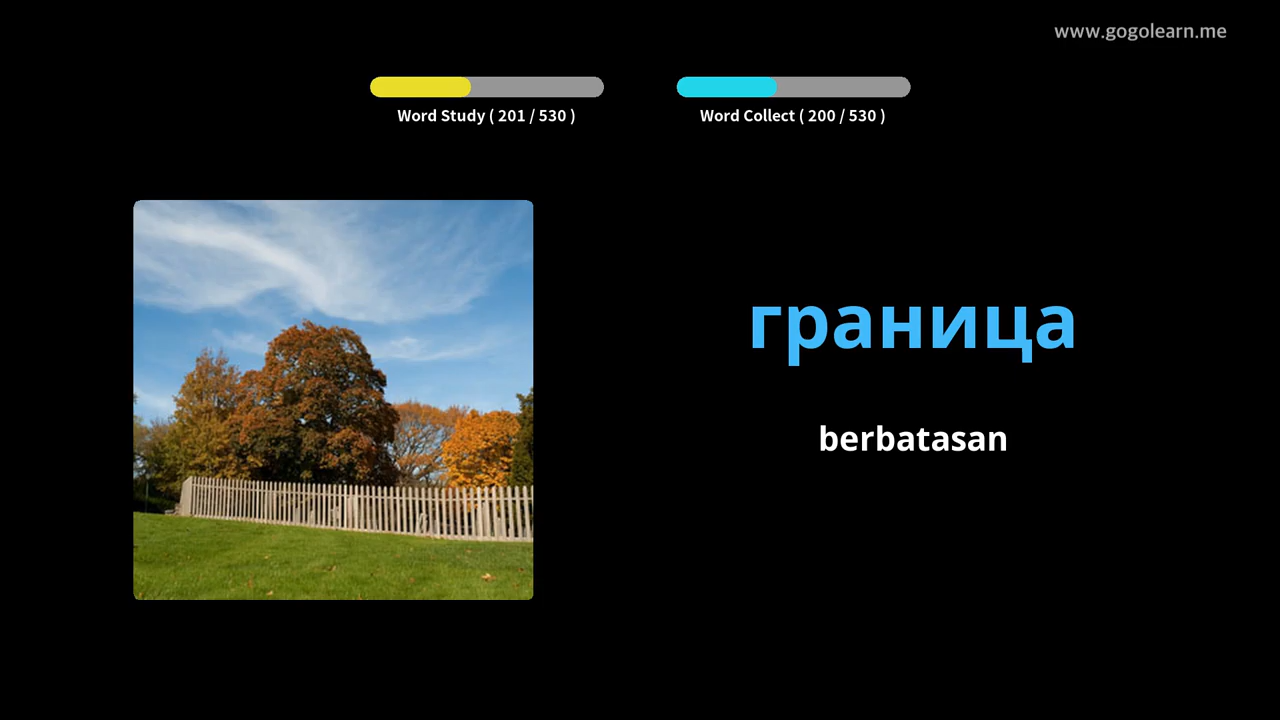 www.gogolearn.me
Word Study ( 201 / 530 )
Word Collect ( 200 / 530 )
граница
berbatasan